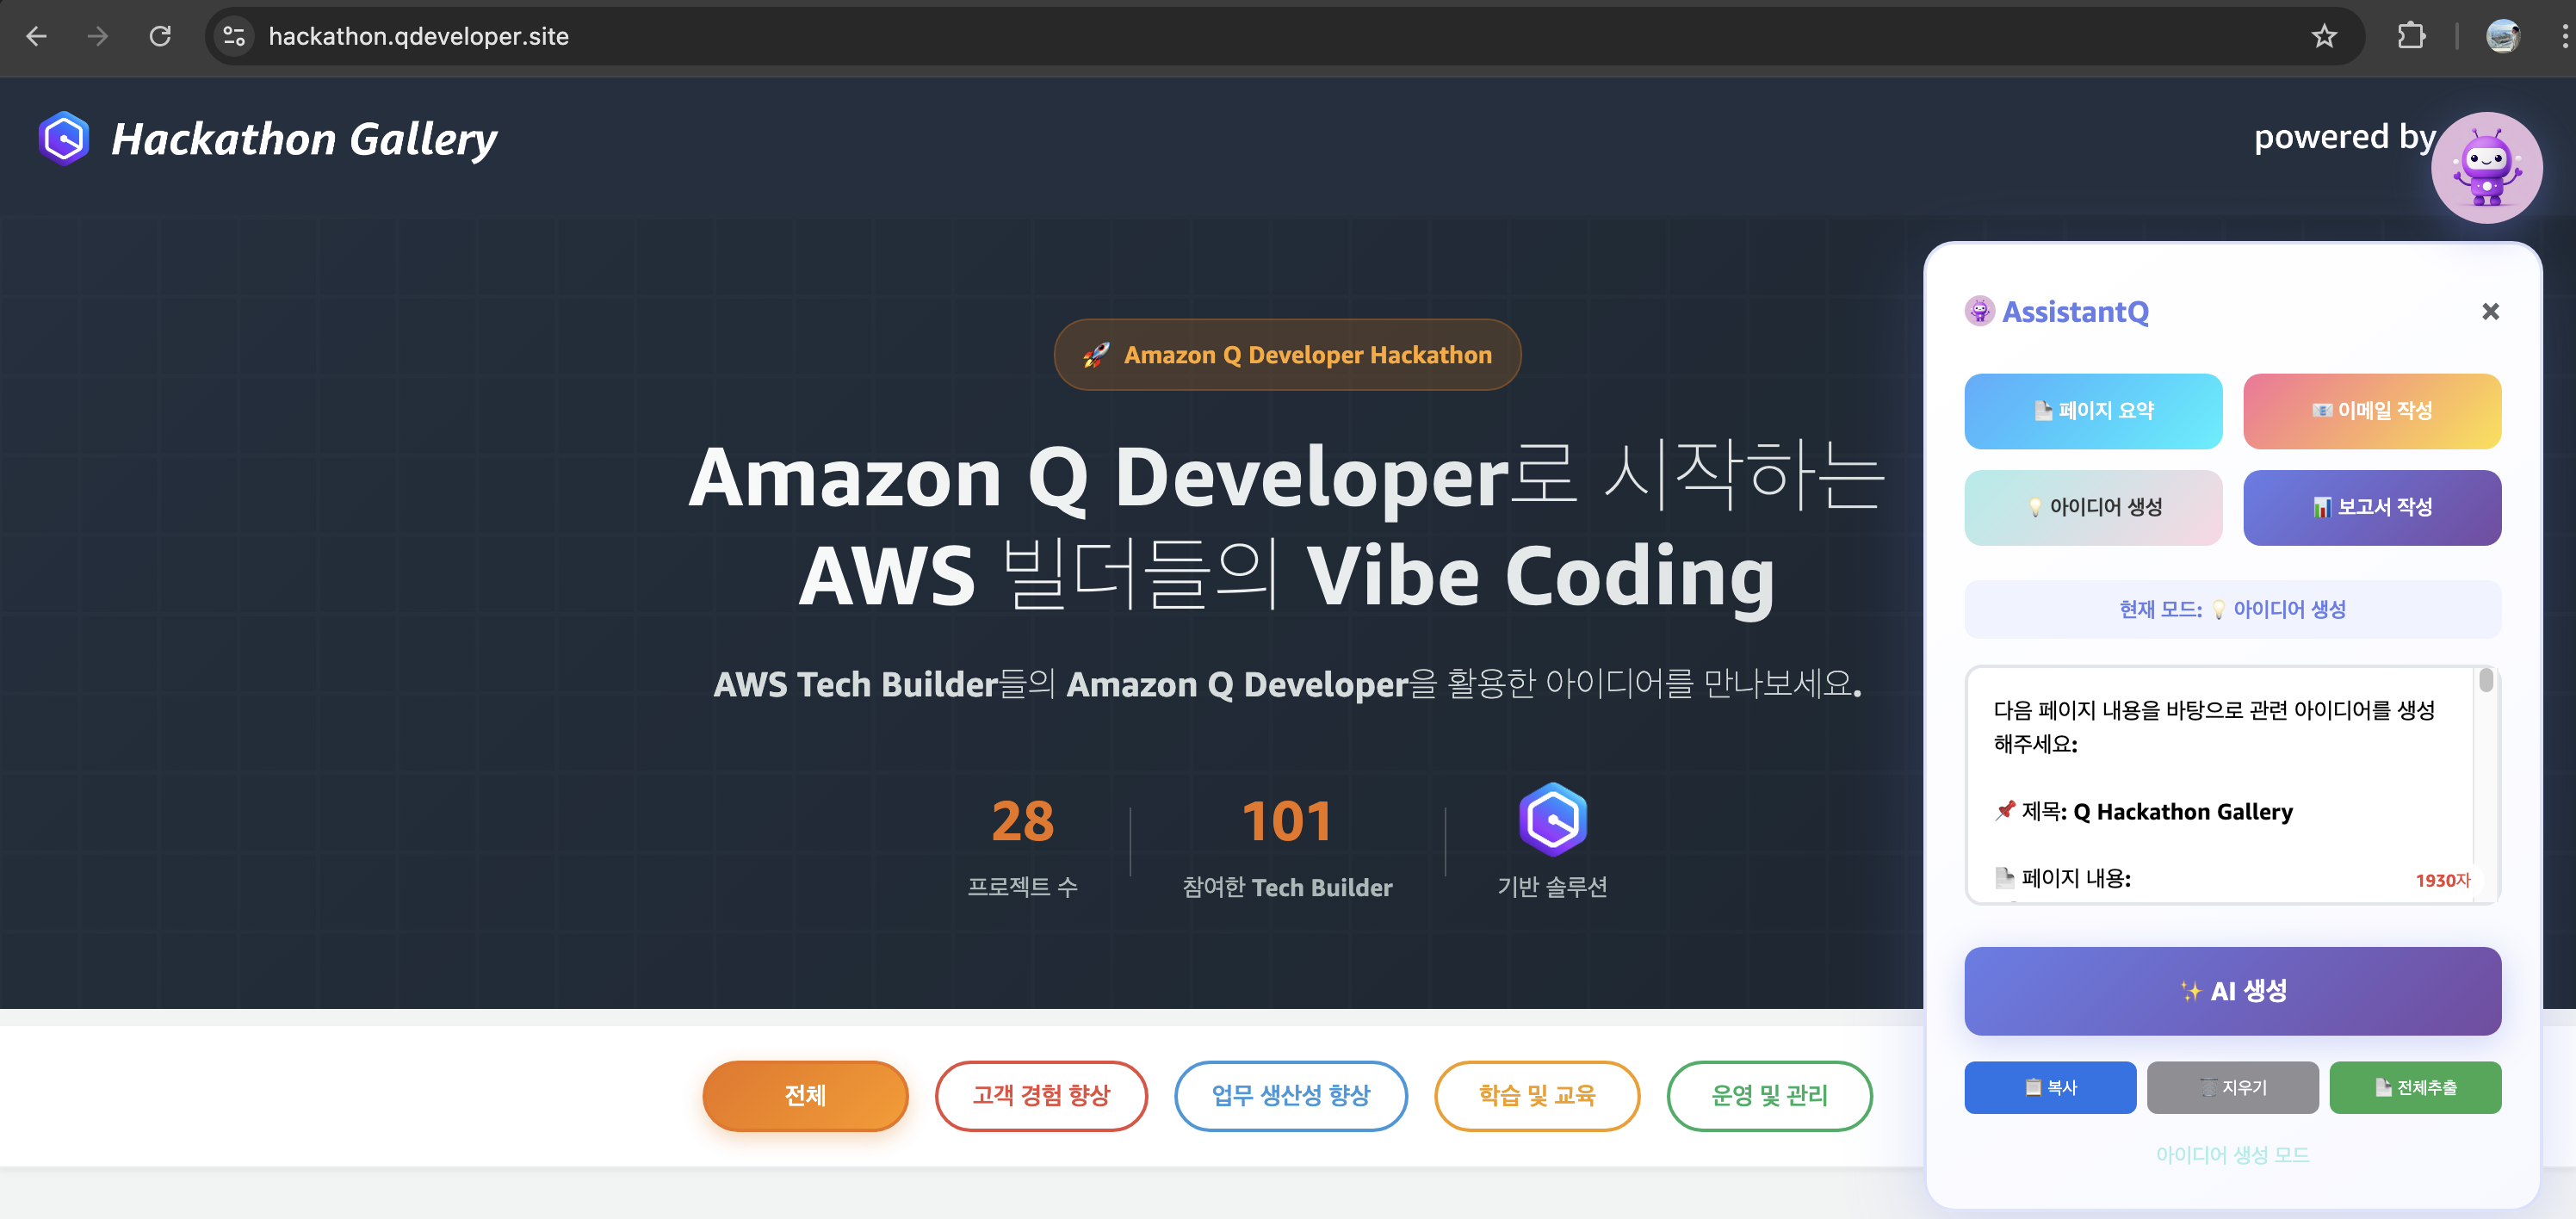 hackathon.qdeveloper.site
Hackathon Gallery
powered by
🚀 Amazon Q Developer Hackathon
Amazon Q Developer로 시작하는
AWS 빌더들의 Vibe Coding
AWS Tech Builder들의 Amazon Q Developer을 활용한 아이디어를 만나보세요.
28
프로젝트 수
101
참여한 Tech Builder
기반 솔루션
전체
고객 경험 향상
업무 생산성 향상
학습 및 교육
운영 및 관리
AssistantQ
×
📄 페이지 요약
📧 이메일 작성
💡 아이디어 생성
📊 보고서 작성
현재 모드: 💡 아이디어 생성
다음 페이지 내용을 바탕으로 관련 아이디어를 생성
해주세요:
📌 제목: Q Hackathon Gallery
📄 페이지 내용:
1930자
✨ AI 생성
📋 복사
🗑️ 지우기
📄 전체추출
아이디어 생성 모드